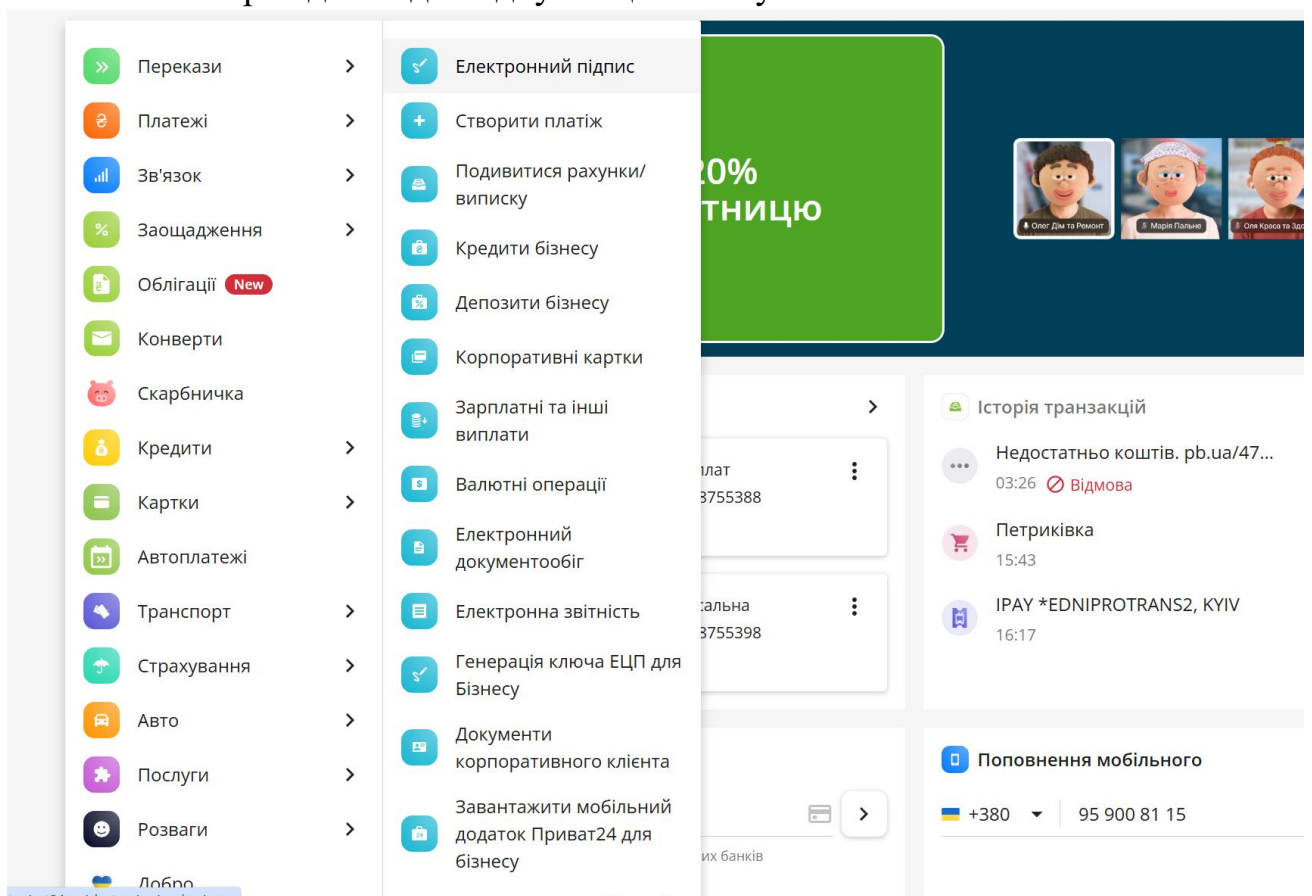 Перекази
Платежі
Зв'язок
Заощадження
Облігації New
Конверти
Скарбничка
Кредити
Картки
Автоплатежі
Транспорт
Страхування
Авто
Послуги
Розваги
Добро
Електронний підпис
Створити платіж
Подивитися рахунки/
виписку
Кредити бізнесу
Депозити бізнесу
Корпоративні картки
Зарплатні та інші
виплати
Валютні операції
Електронний
документообіг
Електронна звітність
Генерація ключа ЕЦП для
Бізнесу
Документи
корпоративного клієнта
Завантажити мобільний
додаток Приват24 для
бізнесу
20%
тницю
Олег Дім та Ремонт
Марія Пальне
Оля Краса та Здо
лат
8755388
сальна
8755398
их банків
Історія транзакцій
Недостатньо коштів. pb.ua/47...
03:26 Відмова
Петриківка
15:43
IPAY *EDNIPROTRANS2, KYIV
16:17
Поповнення мобільного
+380 95 900 81 15